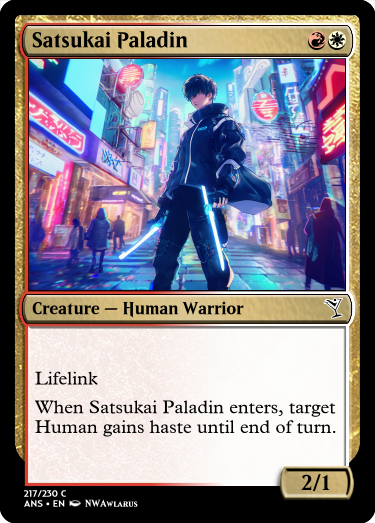 Satsukai Paladin
Creature — Human Warrior
Lifelink
When Satsukai Paladin enters, target
Human gains haste until end of turn.
2/1
217/230 C
ANS • EN NWAwlarus